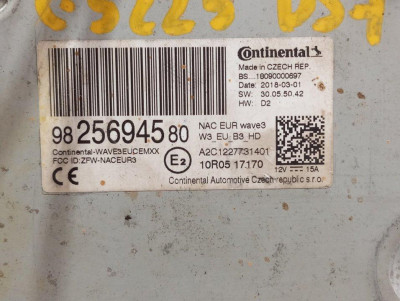 Continental
Made in CZECH REP.
BS...18090000697
Date: 2018-03-01
SW: 30.05.50.42
HW: D2
98 256945 80
NAC EUR wave3
W3_EU_B3_HD
Continental-WAVE3EUCEMXX
FCC ID:ZFW-NACEUR3
A2C1227731401
CE
E2
10R05 17170
12V 15A
Continental Automotive Czech republic s.r.o.